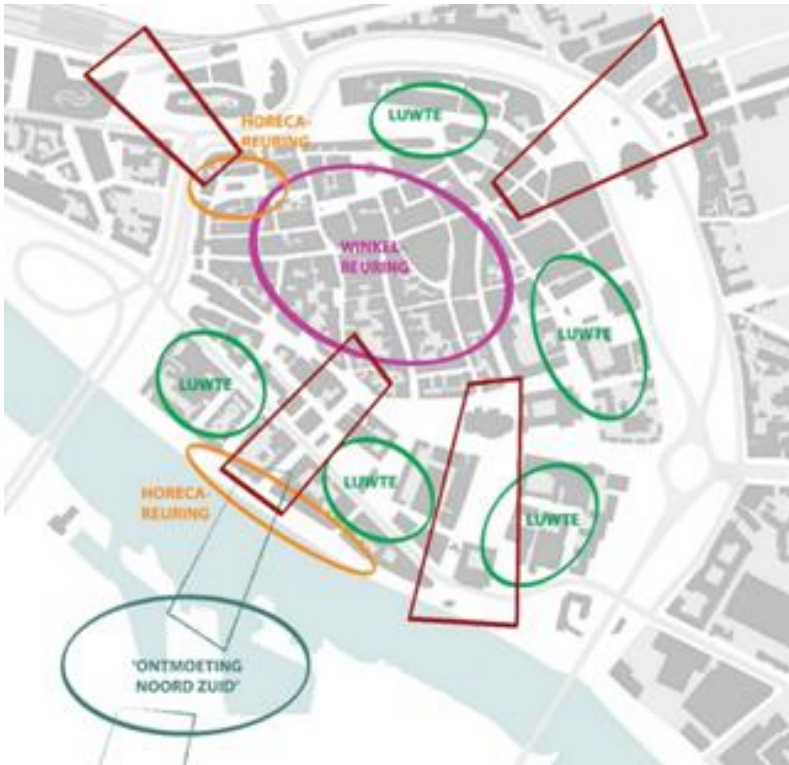 HORECA-
REURING
LUWTE
WINKEL-
REURING
LUWTE
LUWTE
HORECA-
REURING
LUWTE
LUWTE
'ONTMOETING
NOORD ZUID'